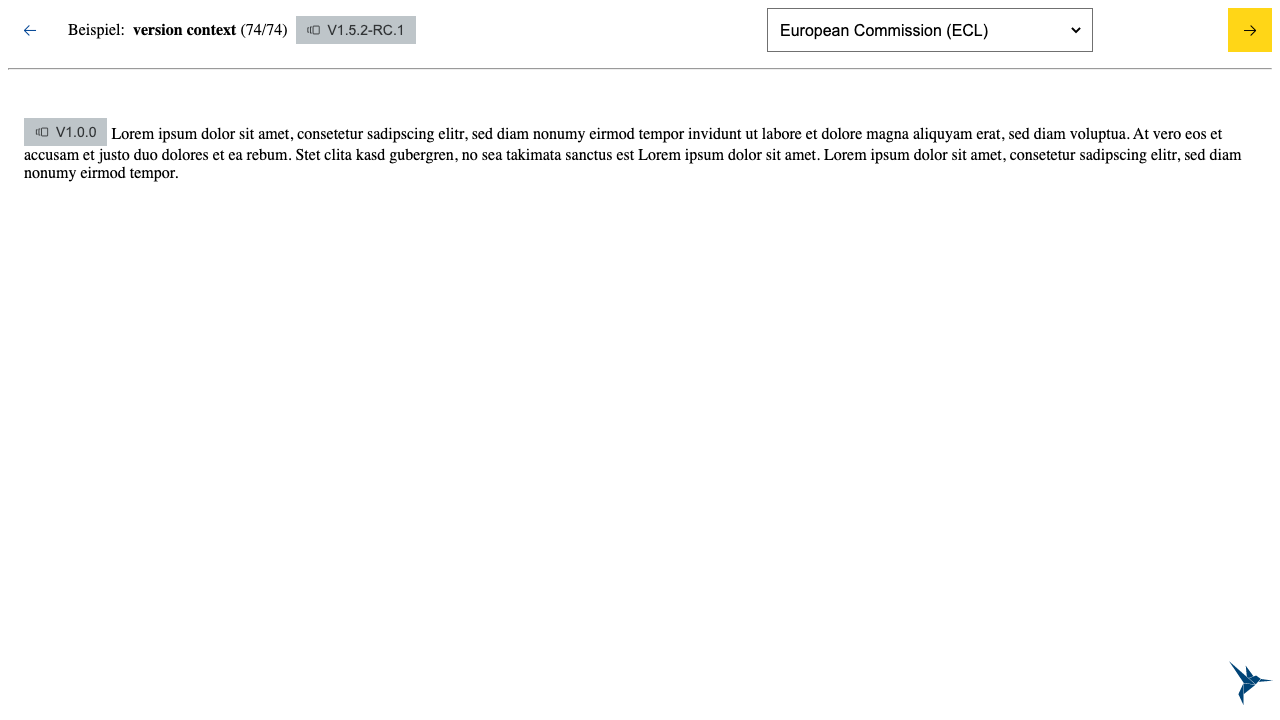 Beispiel: version context (74/74) V1.5.2-RC.1 European Commission (ECL)
V1.0.0 Lorem ipsum dolor sit amet, consetetur sadipscing elitr, sed diam nonumy eirmod tempor invidunt ut labore et dolore magna aliquyam erat, sed diam voluptua. At vero eos et
accusam et justo duo dolores et ea rebum. Stet clita kasd gubergren, no sea takimata sanctus est Lorem ipsum dolor sit amet. Lorem ipsum dolor sit amet, consetetur sadipscing elitr, sed diam
nonumy eirmod tempor.